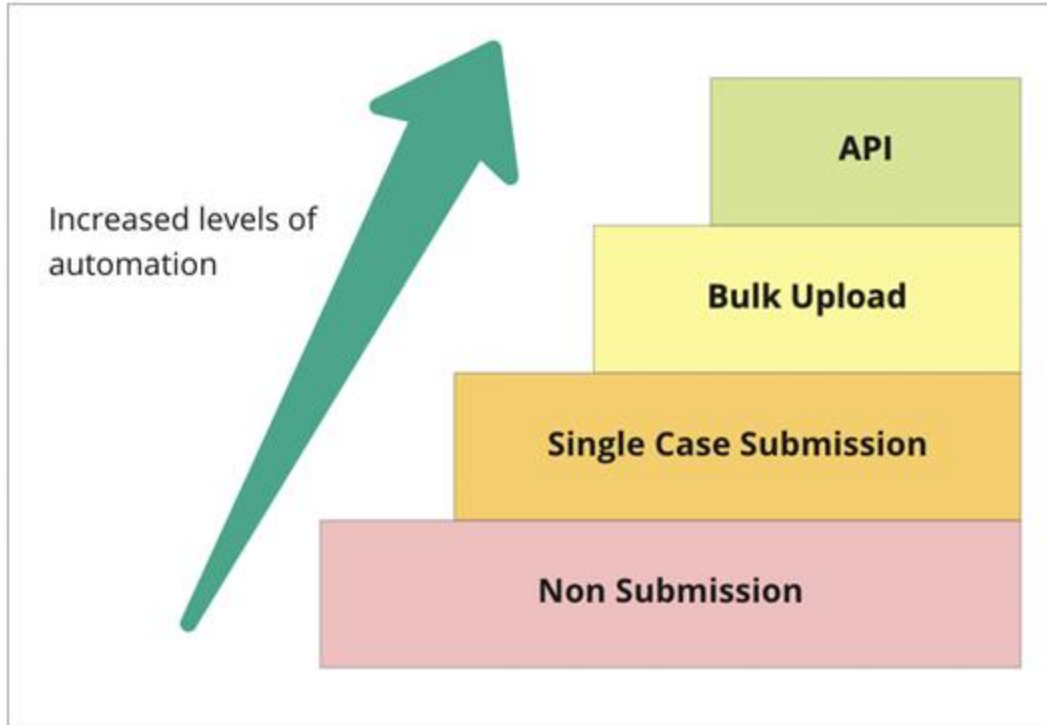 API
Increased levels of
automation
Bulk Upload
Single Case Submission
Non Submission